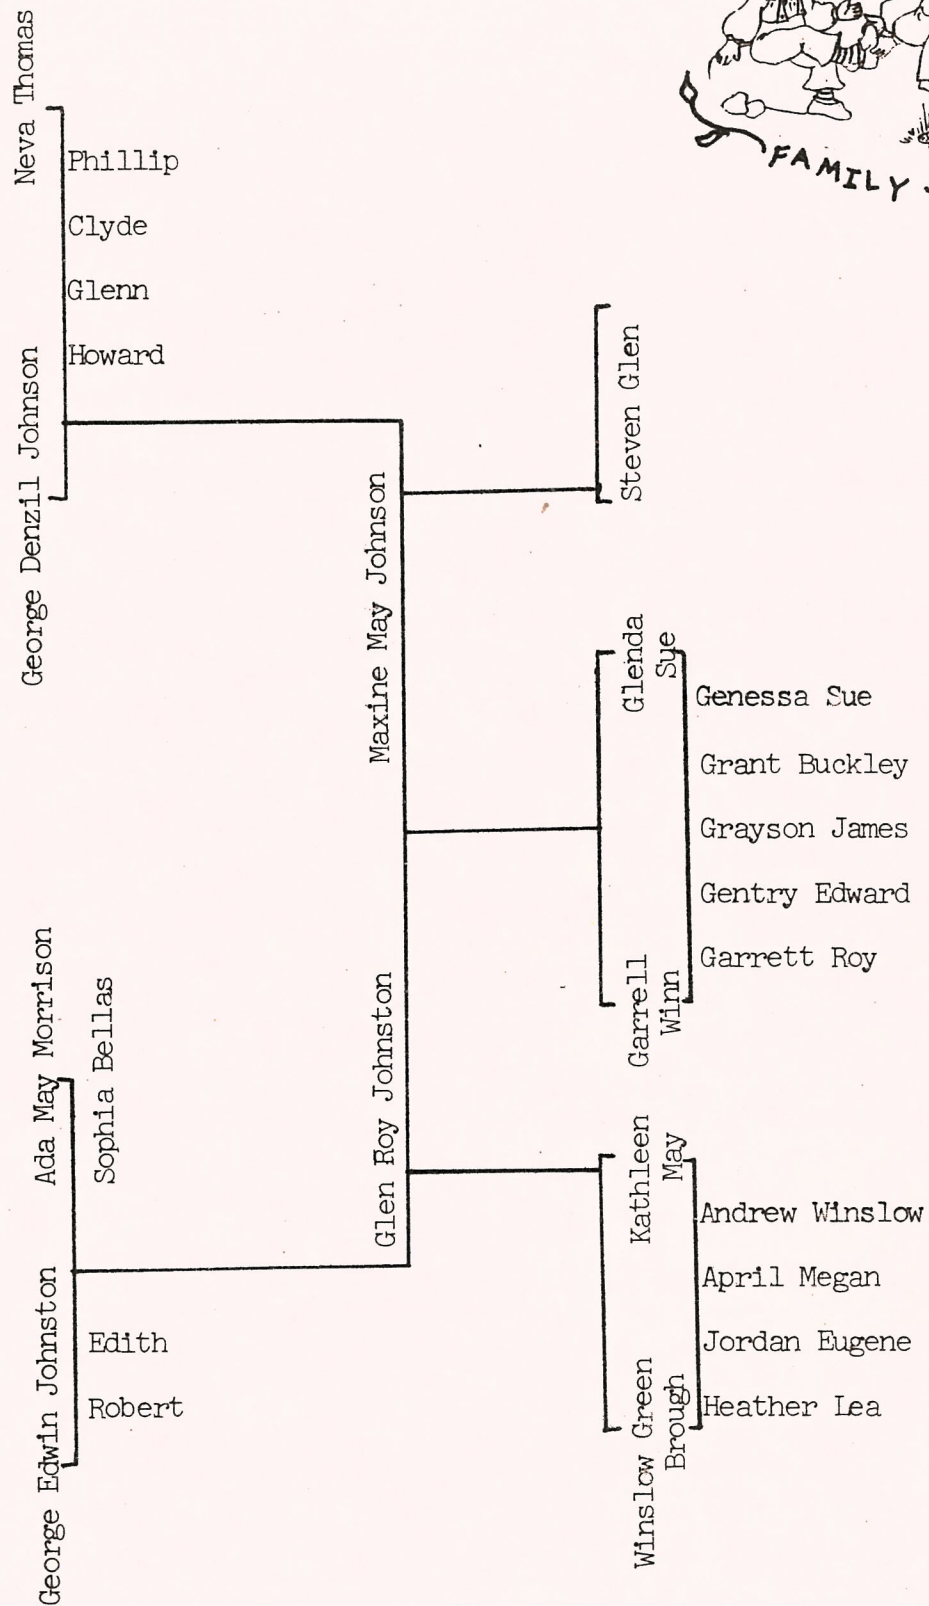 Neva Thomas
Phillip
Clyde
Glenn
Howard
George Denzil Johnson
FAMILY
Maxine May Johnson
Steven Glen
Glenda
Sue
Genessa Sue
Grant Buckley
Grayson James
Gentry Edward
Garrett Roy
Garrell
Winn
Ada May Morrison
Sophia Bellas
George Edwin Johnston
Edith
Robert
Glen Roy Johnston
Kathleen
May
Andrew Winslow
April Megan
Jordan Eugene
Heather Lea
Winslow Green
Brough